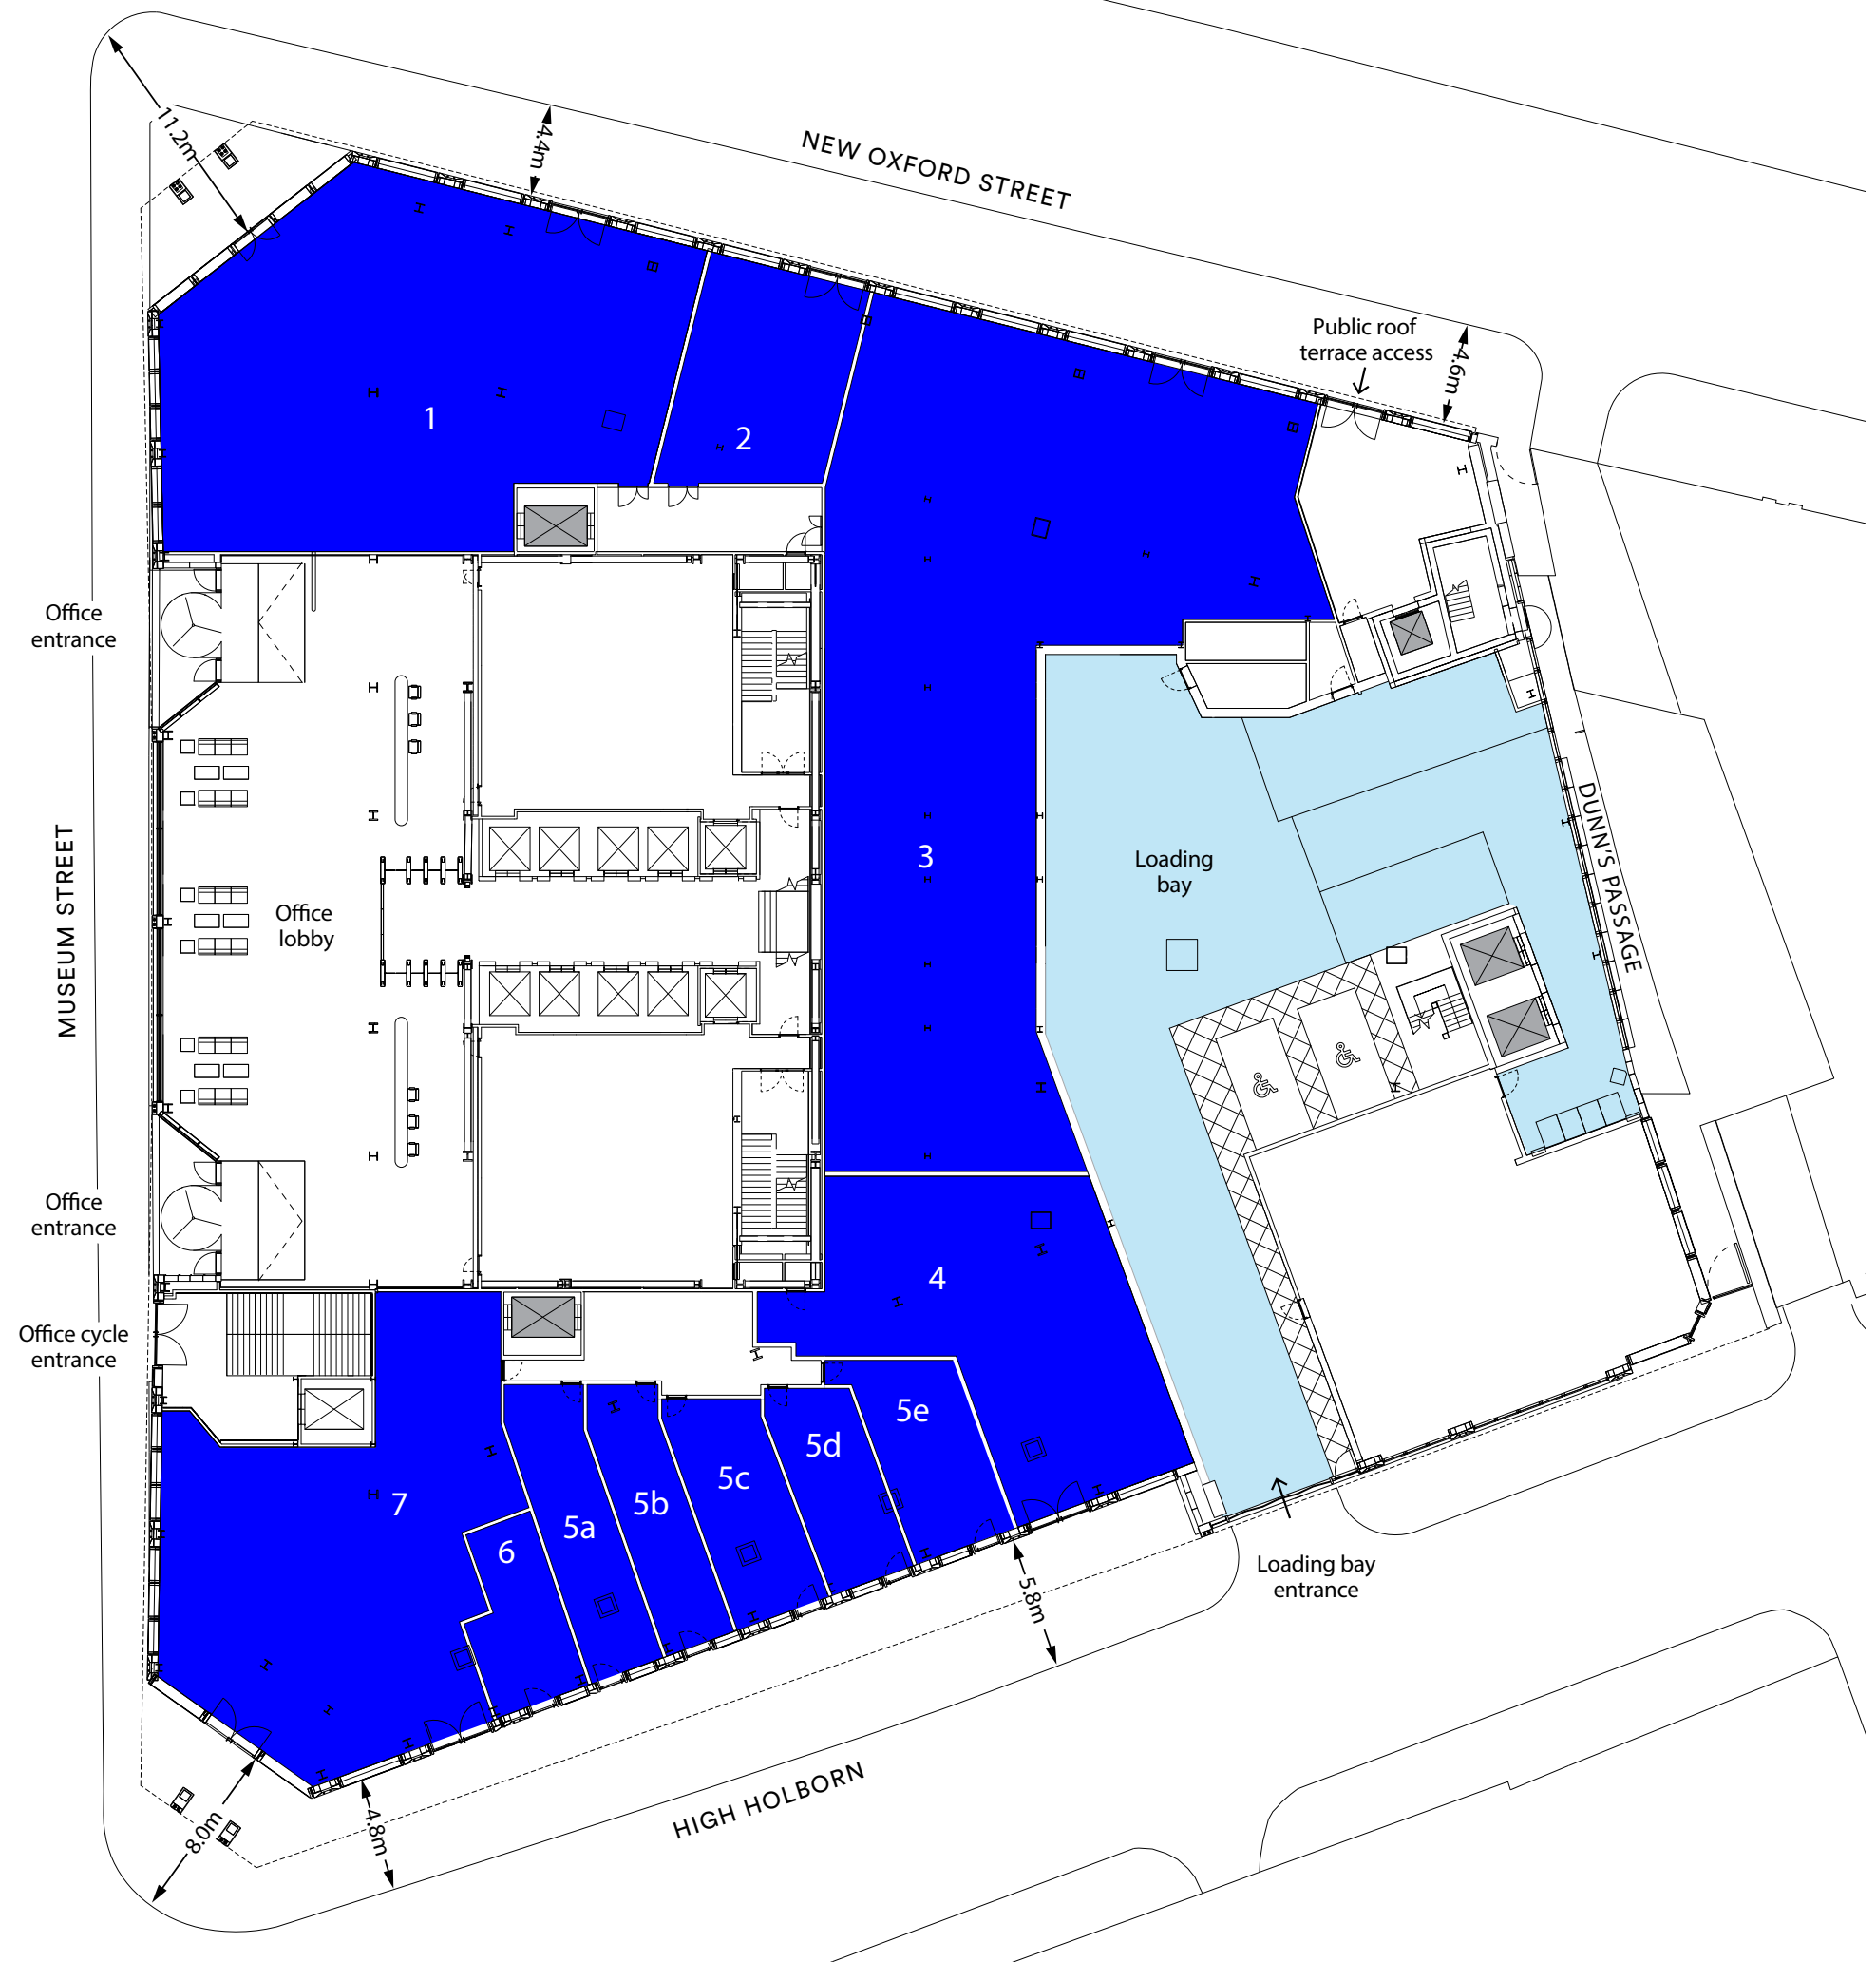 11.2m
4.4m
NEW OXFORD STREET
Public roof
terrace access
4.6m
1
2
Office
entrance
MUSEUM STREET
Office
lobby
3
Loading
bay
DUNN'S PASSAGE
Office
entrance
4
Office cycle
entrance
5e
5d
5c
5b
5a
7
6
Loading bay
entrance
5.8m
4.8m
8.0m
HIGH HOLBORN